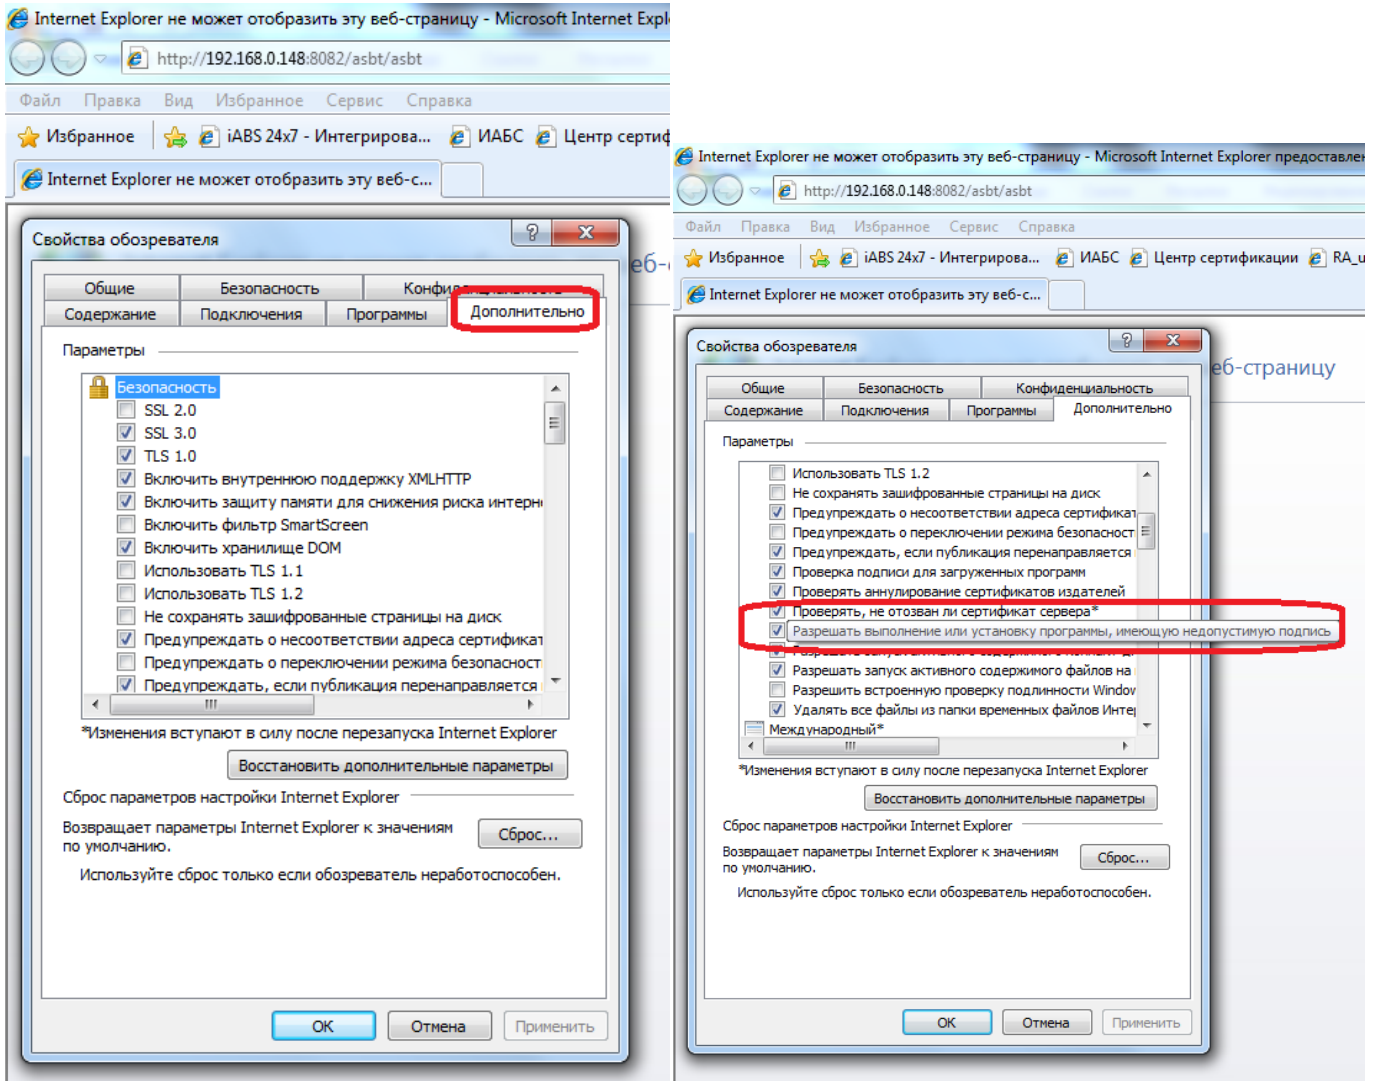 Internet Explorer не может отобразить эту веб-страницу - Microsoft Internet Expl
http://192.168.0.148:8082/asbt/asbt
Файл Правка Вид Избранное Сервис Справка
Избранное iABS 24x7 - Интегрирова... ИАБС Центр сертиф
Internet Explorer не может отобразить эту веб-с...
Свойства обозревателя
Общие Безопасность
Содержание Подключения Программы Дополнительно
Параметры
Безопасность
SSL 2.0
SSL 3.0
TLS 1.0
Включить внутреннюю поддержку XMLHTTP
Включить защиту памяти для снижения риска интерн
Включить фильтр SmartScreen
Включить хранилище DOM
Использовать TLS 1.1
Использовать TLS 1.2
Не сохранять зашифрованные страницы на диск
Предупреждать о несоответствии адреса сертификат
Предупреждать о переключении режима безопасност
Предупреждать, если публикация перенаправляется
*Изменения вступают в силу после перезапуска Internet Explorer
Восстановить дополнительные параметры
Сброс параметров настройки Internet Explorer
Возвращает параметры Internet Explorer к значениям
по умолчанию.
Сброс...
Используйте сброс только если обозреватель неработоспособен.
ОК Отмена Применить
Internet Explorer не может отобразить эту веб-страницу - Microsoft Internet Explorer предоставлен
http://192.168.0.148:8082/asbt/asbt
Файл Правка Вид Избранное Сервис Справка
Избранное iABS 24x7 - Интегрирова... ИАБС Центр сертификации RA_u
Internet Explorer не может отобразить эту веб-с...
Свойства обозревателя
еб-страницу
Общие Безопасность Конфиденциальность
Содержание Подключения Программы Дополнительно
Параметры
Использовать TLS 1.2
Не сохранять зашифрованные страницы на диск
Предупреждать о несоответствии адреса сертификат
Предупреждать о переключении режима безопасност
Предупреждать, если публикация перенаправляется
Проверка подписи для загруженных программ
Проверять аннулирование сертификатов издателей
Проверять, не отозван ли сертификат сервера*
Разрешать выполнение или установку программы, имеющую недопустимую подпись
Разрешать запуск активного содержимого файлов на
Разрешить встроенную проверку подлинности Window
Удалять все файлы из папки временных файлов Интер
Международный*
*Изменения вступают в силу после перезапуска Internet Explorer
Восстановить дополнительные параметры
Сброс параметров настройки Internet Explorer
Возвращает параметры Internet Explorer к значениям
по умолчанию.
Сброс...
Используйте сброс только если обозреватель неработоспособен.
ОК Отмена Применить